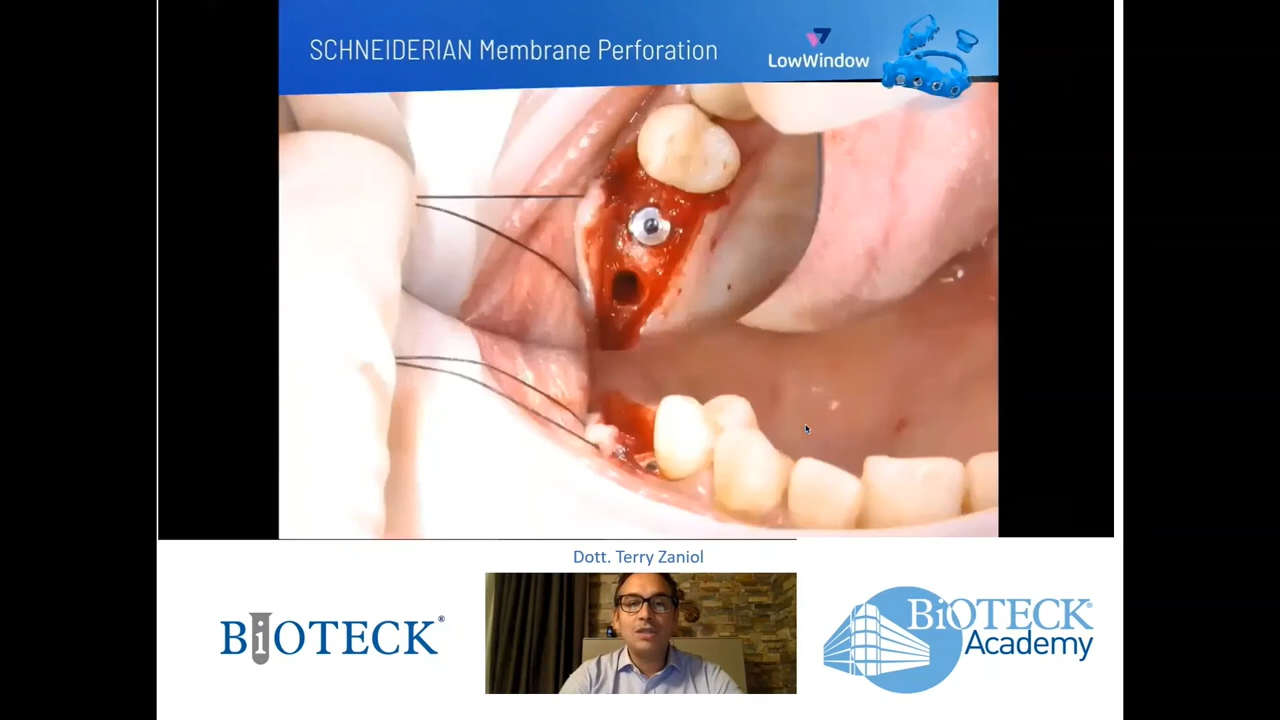 SCHNEIDERIAN Membrane Perforation
LowWindow
Dott. Terry Zaniol
BiOTECK®
BiOTECK®
Academy